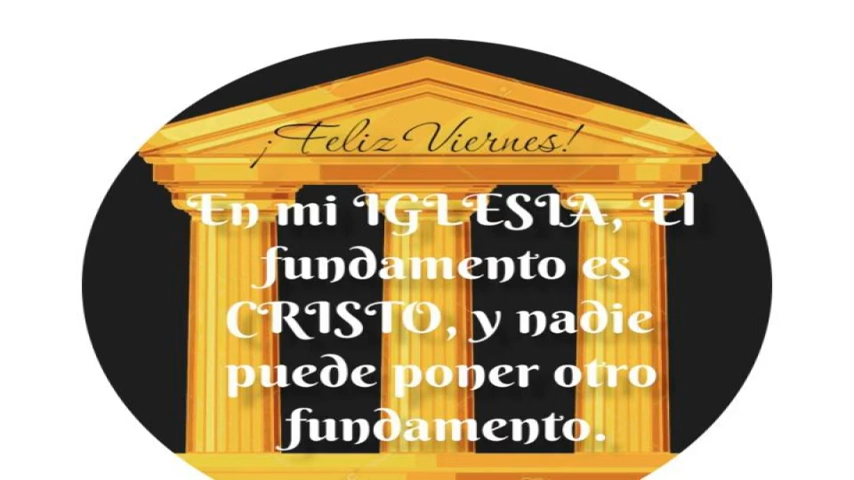 ¡Feliz Viernes!
En mi IGLESIA, El
fundamento es
CRISTO, y nadie
puede poner otro
fundamento.